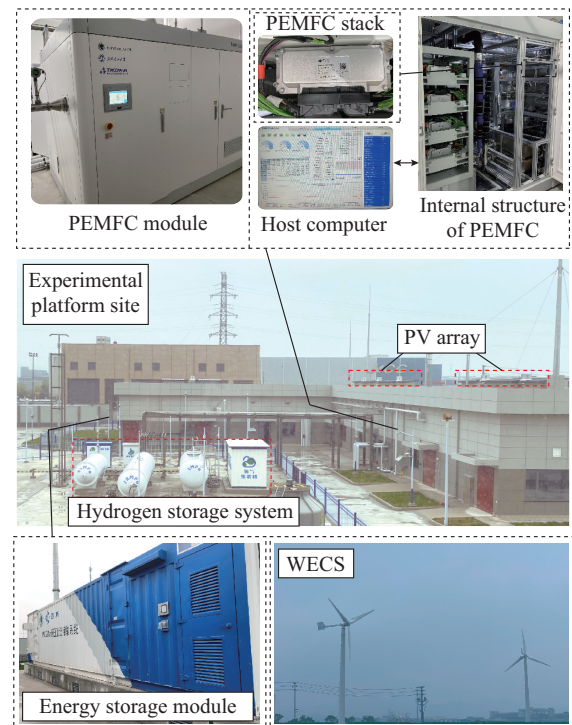 PEMFC stack
PEMFC module
Host computer
Internal structure
of PEMFC
Experimental
platform site
PV array
Hydrogen storage system
WECS
Energy storage module